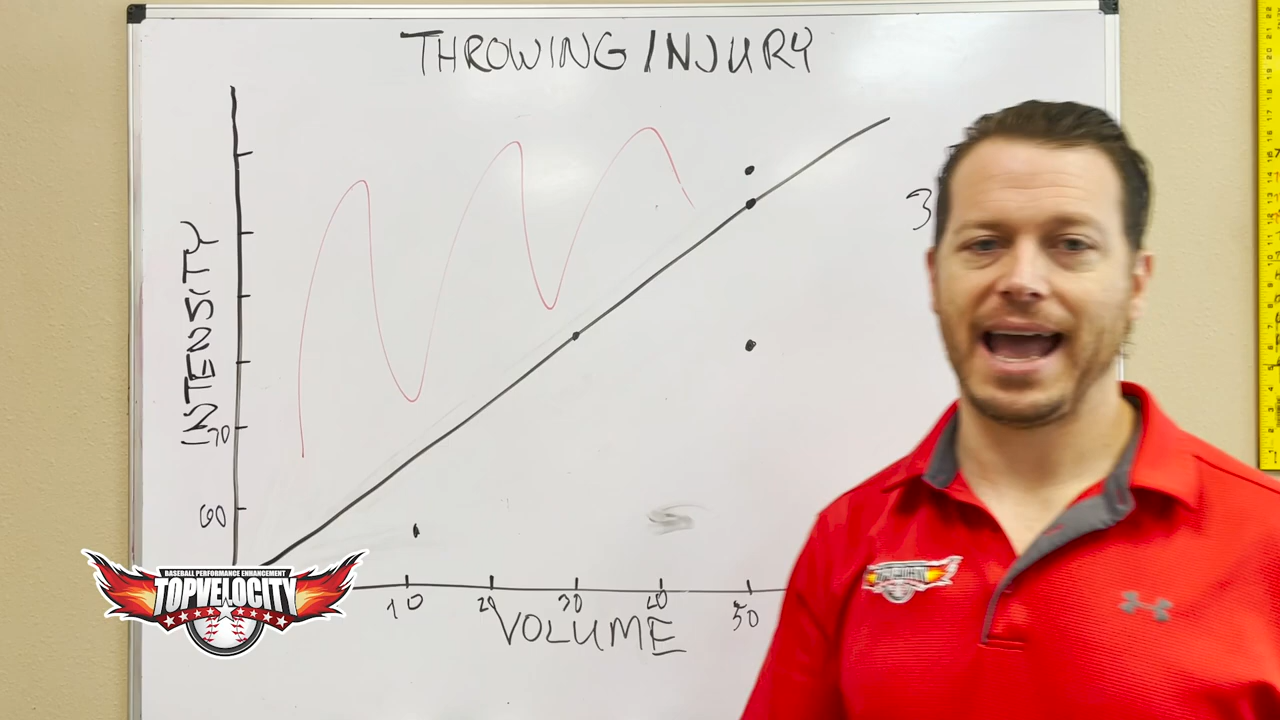 THROWING INJURY
3
INTENSITY
70
60
10
20
30
40
50
VOLUME
BASEBALL PERFORMANCE ENHANCEMENT
TOPVELOCITY